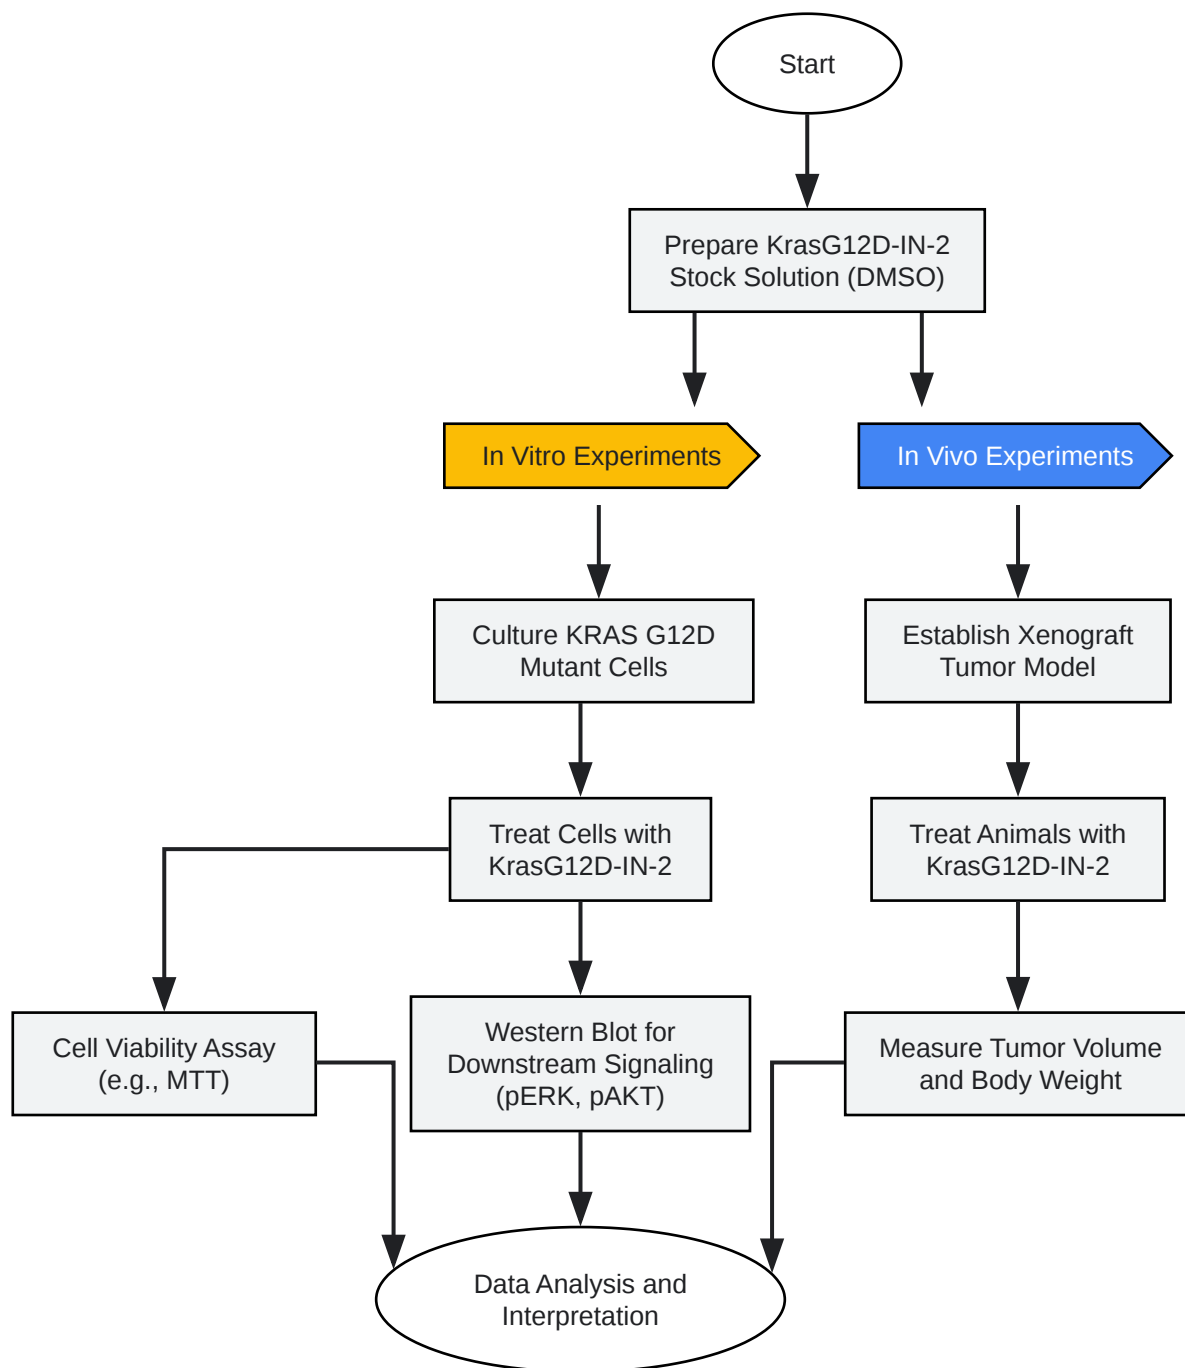 Start
Prepare KrasG12D-IN-2
Stock Solution (DMSO)
In Vitro Experiments
In Vivo Experiments
Culture KRAS G12D
Mutant Cells
Establish Xenograft
Tumor Model
Treat Cells with
KrasG12D-IN-2
Treat Animals with
KrasG12D-IN-2
Cell Viability Assay
(e.g., MTT)
Western Blot for
Downstream Signaling
(pERK, pAKT)
Measure Tumor Volume
and Body Weight
Data Analysis and
Interpretation